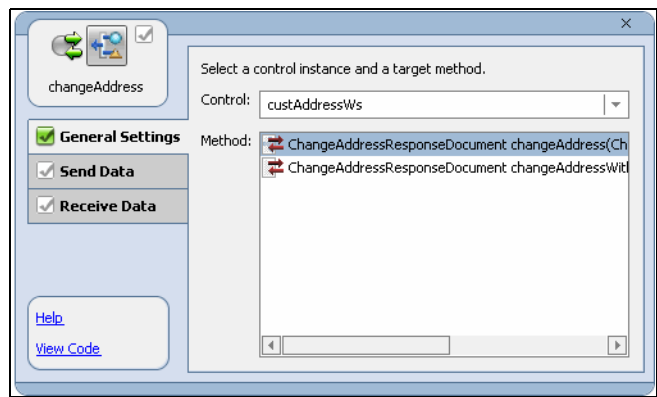 changeAddress
Select a control instance and a target method.
Control: custAddressWs
General Settings
Method: ChangeAddressResponseDocument changeAddress(Ch
ChangeAddressResponseDocument changeAddressWitl
Send Data
Receive Data
Help
View Code